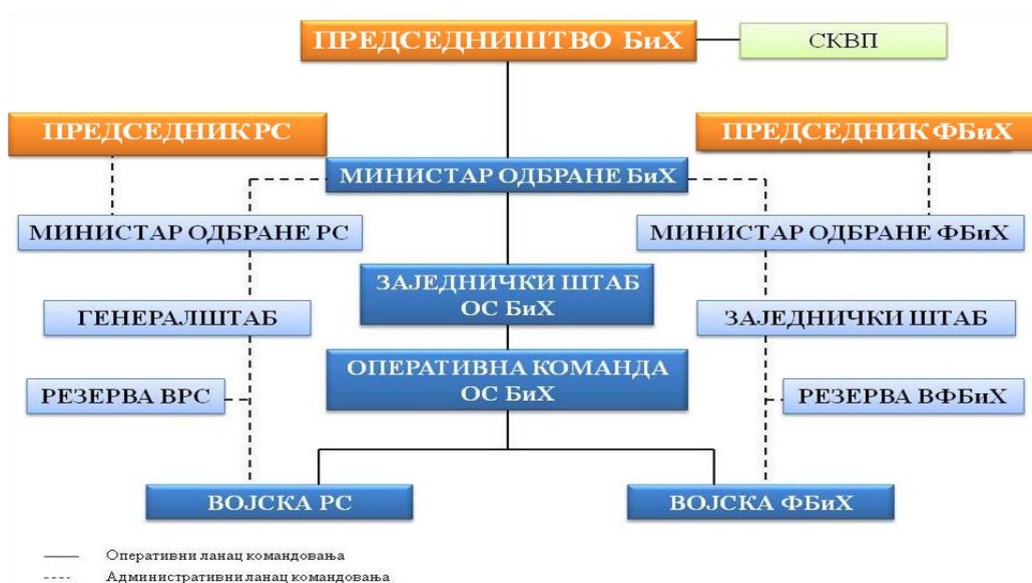 ПРЕДСЕДНИШТВО БиХ
СКВП
ПРЕДСЕДНИК РС
ПРЕДСЕДНИК ФБиХ
МИНИСТАР ОДБРАНЕ БиХ
МИНИСТАР ОДБРАНЕ РС
МИНИСТАР ОДБРАНЕ ФБиХ
ЗАЈЕДНИЧКИ ШТАБ
ОС БиХ
ГЕНЕРАЛШТАБ
ЗАЈЕДНИЧКИ ШТАБ
ОПЕРАТИВНА КОМАНДА
ОС БиХ
РЕЗЕРВА ВРС
РЕЗЕРВА ВФБиХ
ВОЈСКА РС
ВОЈСКА ФБиХ
Оперативни ланац командовања
Административни ланац командовања